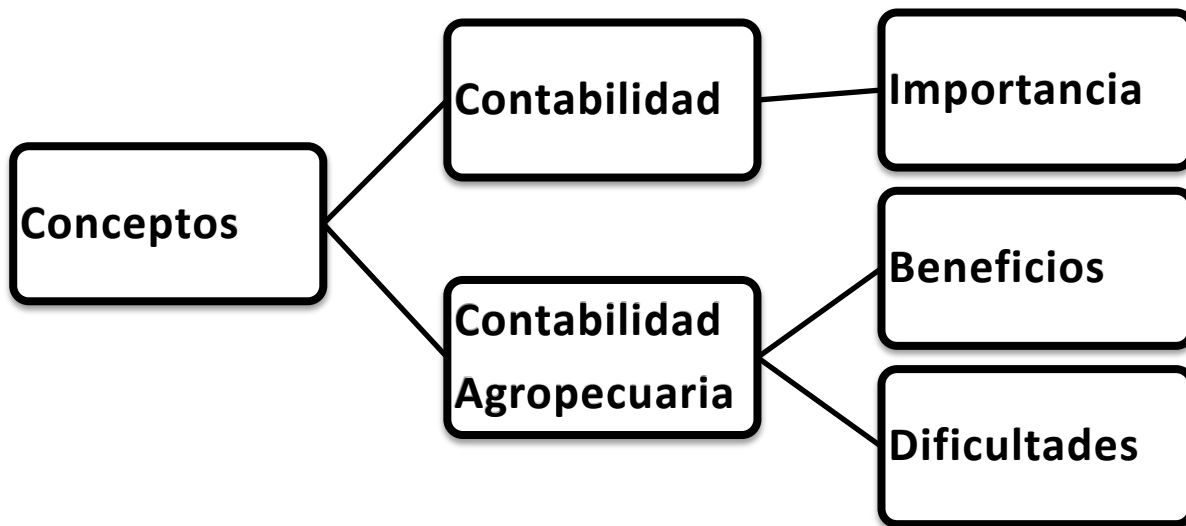 Conceptos
Contabilidad
Importancia
Contabilidad
Agropecuaria
Beneficios
Dificultades